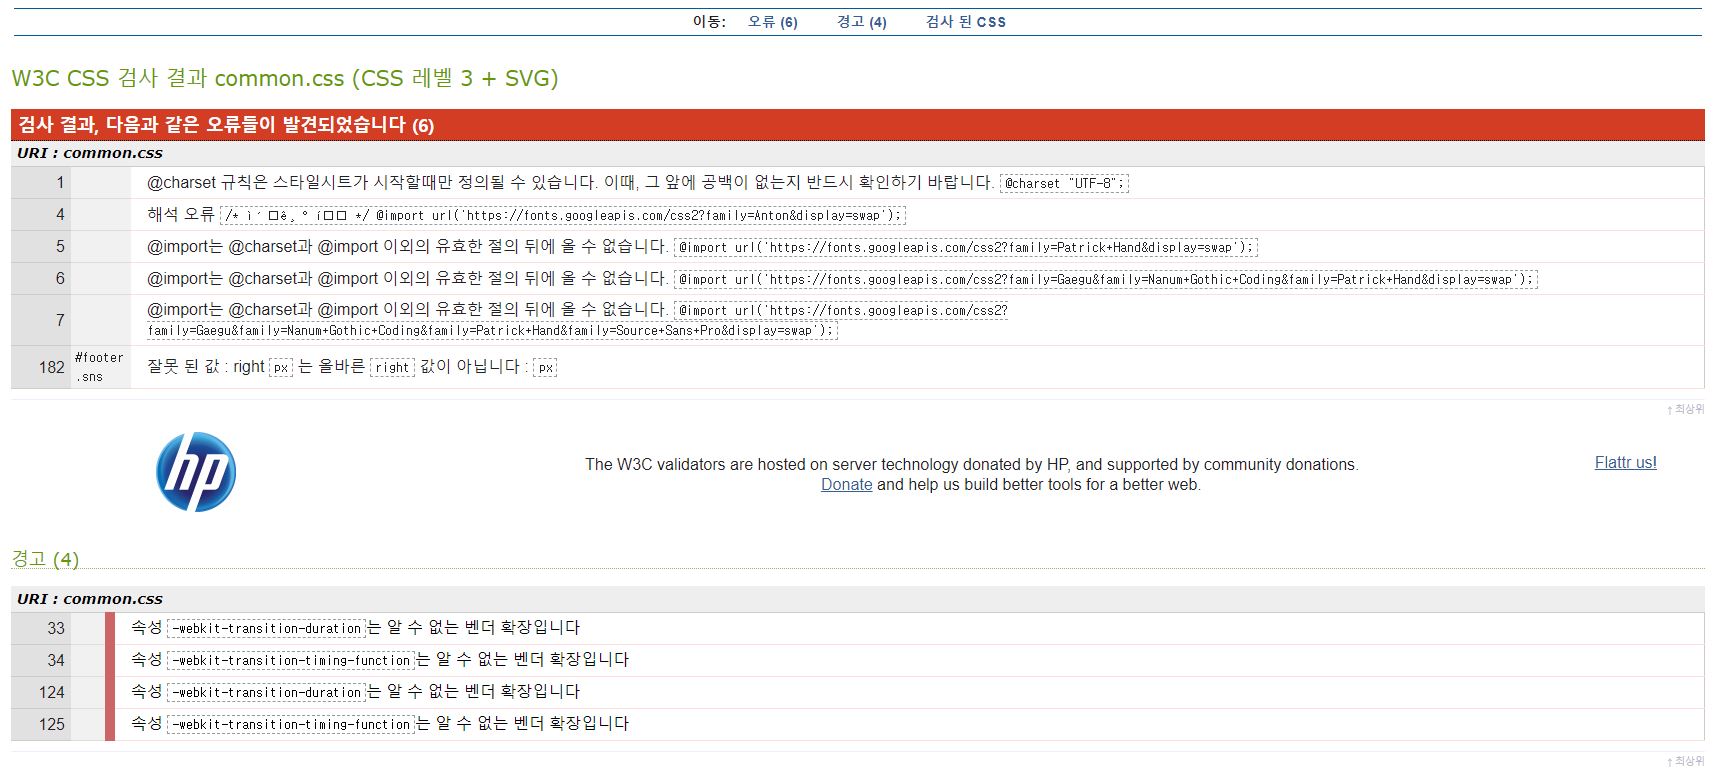 이동: 오류 (6) 경고 (4) 검사 된 CSS
W3C CSS 검사 결과 common.css (CSS 레벨 3 + SVG)
검사 결과, 다음과 같은 오류들이 발견되었습니다 (6)
URI : common.css
1 @charset 규칙은 스타일시트가 시작할때만 정의될 수 있습니다. 이때, 그 앞에 공백이 없는지 반드시 확인하기 바랍니다. @charset "UTF-8";
4 해석 오류 /* ì´ □ê¸° í□□ */ @import url('https://fonts.googleapis.com/css2?family=Anton&display=swap');
5 @import는 @charset과 @import 이외의 유효한 절의 뒤에 올 수 없습니다. @import url('https://fonts.googleapis.com/css2?family=Patrick+Hand&display=swap');
6 @import는 @charset과 @import 이외의 유효한 절의 뒤에 올 수 없습니다. @import url('https://fonts.googleapis.com/css2?family=Gaegu&family=Nanum+Gothic+Coding&family=Patrick+Hand&display=swap');
7 @import는 @charset과 @import 이외의 유효한 절의 뒤에 올 수 없습니다. @import url('https://fonts.googleapis.com/css2?
family=Gaegu&family=Nanum+Gothic+Coding&family=Patrick+Hand&family=Source+Sans+Pro&display=swap');
182 #footer .sns 잘못 된 값 : right px 는 올바른 right 값이 아닙니다 : px
↑ 최상위
hp
The W3C validators are hosted on server technology donated by HP, and supported by community donations.
Donate and help us build better tools for a better web.
Flattr us!
경고 (4)
URI : common.css
33 속성 -webkit-transition-duration는 알 수 없는 벤더 확장입니다
34 속성 -webkit-transition-timing-function는 알 수 없는 벤더 확장입니다
124 속성 -webkit-transition-duration는 알 수 없는 벤더 확장입니다
125 속성 -webkit-transition-timing-function는 알 수 없는 벤더 확장입니다
↑ 최상위